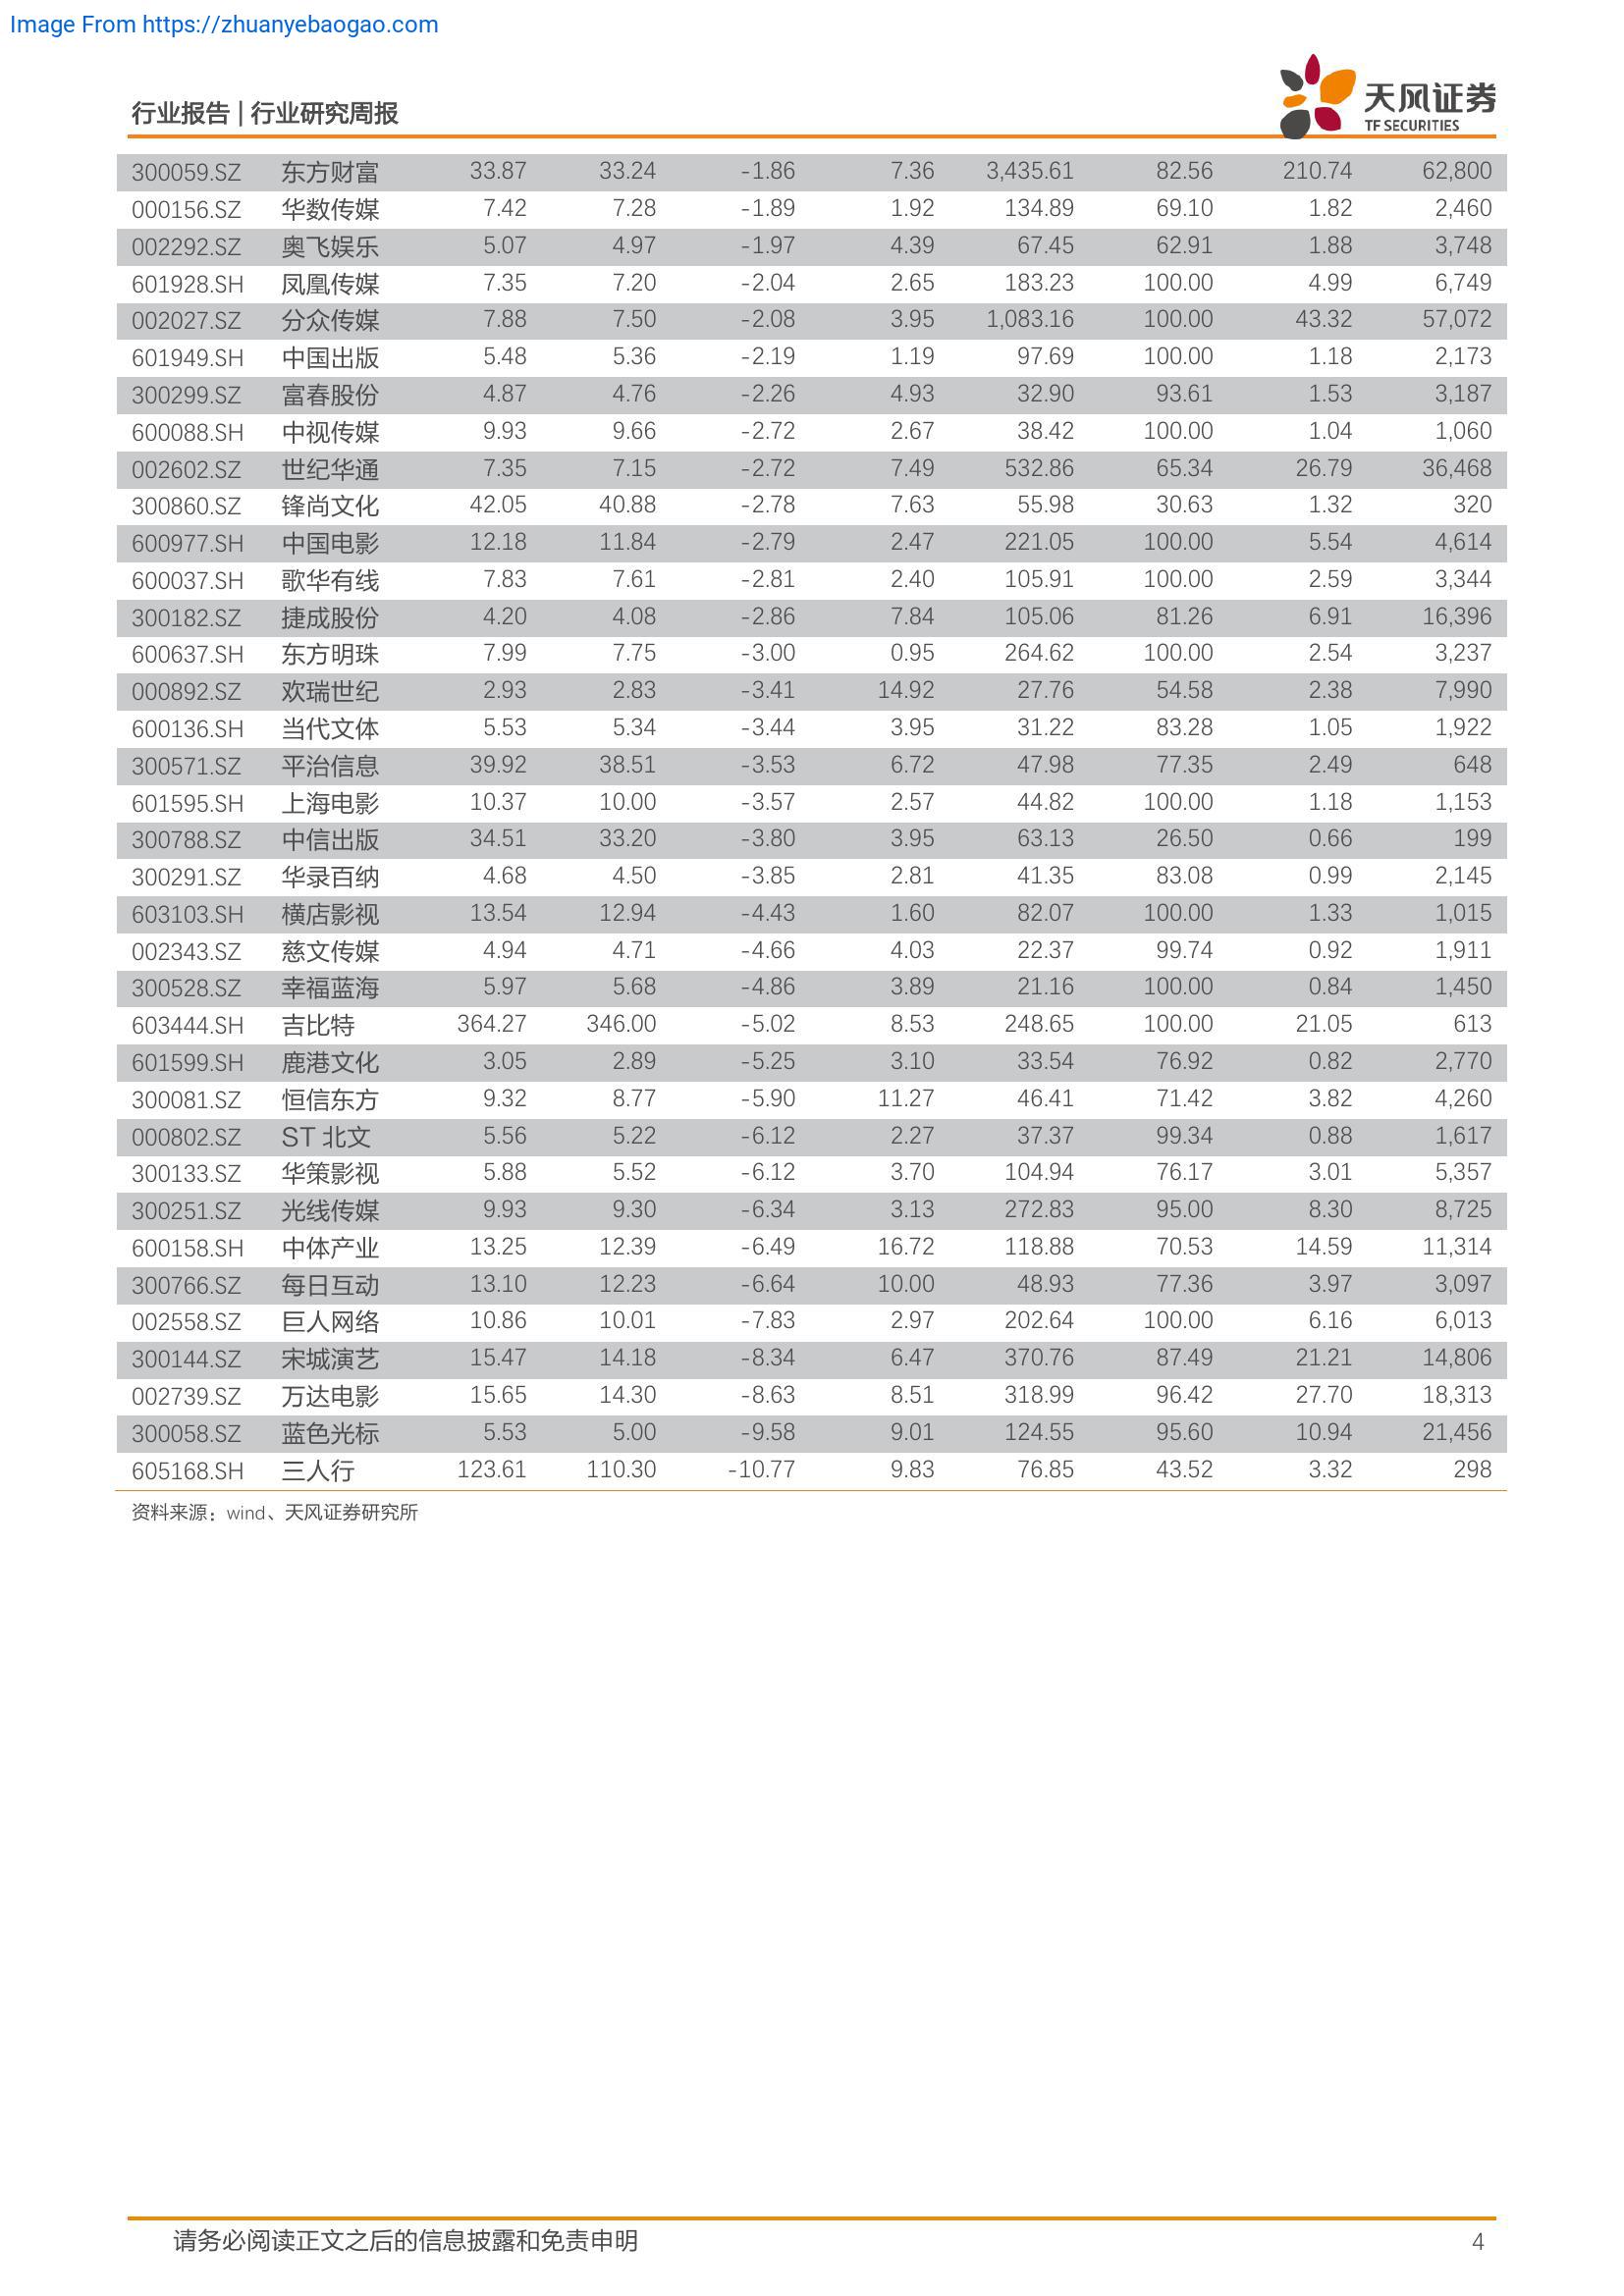 Image From https://zhuanyebaogao.com
行业报告 | 行业研究周报
天风证券
TF SECURITIES
300059.SZ 东方财富 33.87 33.24 -1.86 7.36 3,435.61 82.56 210.74 62,800
000156.SZ 华数传媒 7.42 7.28 -1.89 1.92 134.89 69.10 1.82 2,460
002292.SZ 奥飞娱乐 5.07 4.97 -1.97 4.39 67.45 62.91 1.88 3,748
601928.SH 凤凰传媒 7.35 7.20 -2.04 2.65 183.23 100.00 4.99 6,749
002027.SZ 分众传媒 7.88 7.50 -2.08 3.95 1,083.16 100.00 43.32 57,072
601949.SH 中国出版 5.48 5.36 -2.19 1.19 97.69 100.00 1.18 2,173
300299.SZ 富春股份 4.87 4.76 -2.26 4.93 32.90 93.61 1.53 3,187
600088.SH 中视传媒 9.93 9.66 -2.72 2.67 38.42 100.00 1.04 1,060
002602.SZ 世纪华通 7.35 7.15 -2.72 7.49 532.86 65.34 26.79 36,468
300860.SZ 锋尚文化 42.05 40.88 -2.78 7.63 55.98 30.63 1.32 320
600977.SH 中国电影 12.18 11.84 -2.79 2.47 221.05 100.00 5.54 4,614
600037.SH 歌华有线 7.83 7.61 -2.81 2.40 105.91 100.00 2.59 3,344
300182.SZ 捷成股份 4.20 4.08 -2.86 7.84 105.06 81.26 6.91 16,396
600637.SH 东方明珠 7.99 7.75 -3.00 0.95 264.62 100.00 2.54 3,237
000892.SZ 欢瑞世纪 2.93 2.83 -3.41 14.92 27.76 54.58 2.38 7,990
600136.SH 当代文体 5.53 5.34 -3.44 3.95 31.22 83.28 1.05 1,922
300571.SZ 平治信息 39.92 38.51 -3.53 6.72 47.98 77.35 2.49 648
601595.SH 上海电影 10.37 10.00 -3.57 2.57 44.82 100.00 1.18 1,153
300788.SZ 中信出版 34.51 33.20 -3.80 3.95 63.13 26.50 0.66 199
300291.SZ 华录百纳 4.68 4.50 -3.85 2.81 41.35 83.08 0.99 2,145
603103.SH 横店影视 13.54 12.94 -4.43 1.60 82.07 100.00 1.33 1,015
002343.SZ 慈文传媒 4.94 4.71 -4.66 4.03 22.37 99.74 0.92 1,911
300528.SZ 幸福蓝海 5.97 5.68 -4.86 3.89 21.16 100.00 0.84 1,450
603444.SH 吉比特 364.27 346.00 -5.02 8.53 248.65 100.00 21.05 613
601599.SH 鹿港文化 3.05 2.89 -5.25 3.10 33.54 76.92 0.82 2,770
300081.SZ 恒信东方 9.32 8.77 -5.90 11.27 46.41 71.42 3.82 4,260
000802.SZ ST 北文 5.56 5.22 -6.12 2.27 37.37 99.34 0.88 1,617
300133.SZ 华策影视 5.88 5.52 -6.12 3.70 104.94 76.17 3.01 5,357
300251.SZ 光线传媒 9.93 9.30 -6.34 3.13 272.83 95.00 8.30 8,725
600158.SH 中体产业 13.25 12.39 -6.49 16.72 118.88 70.53 14.59 11,314
300766.SZ 每日互动 13.10 12.23 -6.64 10.00 48.93 77.36 3.97 3,097
002558.SZ 巨人网络 10.86 10.01 -7.83 2.97 202.64 100.00 6.16 6,013
300144.SZ 宋城演艺 15.47 14.18 -8.34 6.47 370.76 87.49 21.21 14,806
002739.SZ 万达电影 15.65 14.30 -8.63 8.51 318.99 96.42 27.70 18,313
300058.SZ 蓝色光标 5.53 5.00 -9.58 9.01 124.55 95.60 10.94 21,456
605168.SH 三人行 123.61 110.30 -10.77 9.83 76.85 43.52 3.32 298
资料来源：wind、天风证券研究所
请务必阅读正文之后的信息披露和免责申明 4